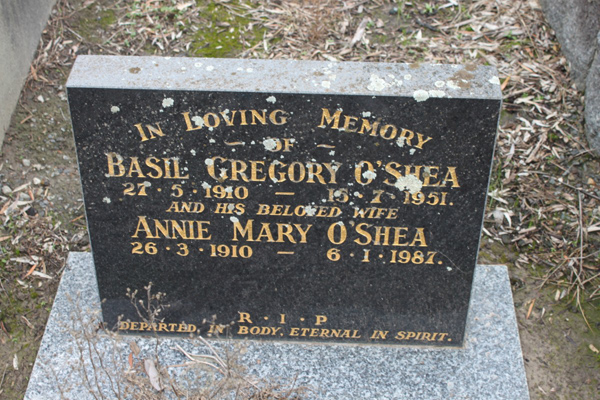 IN LOVING MEMORY
~ OF ~
BASIL GREGORY O'SHEA
27·5·1910 — 15·7·1951.
AND HIS BELOVED WIFE
ANNIE MARY O'SHEA
26·3·1910 — 6·1·1987.
R·I·P
DEPARTED IN BODY, ETERNAL IN SPIRIT.